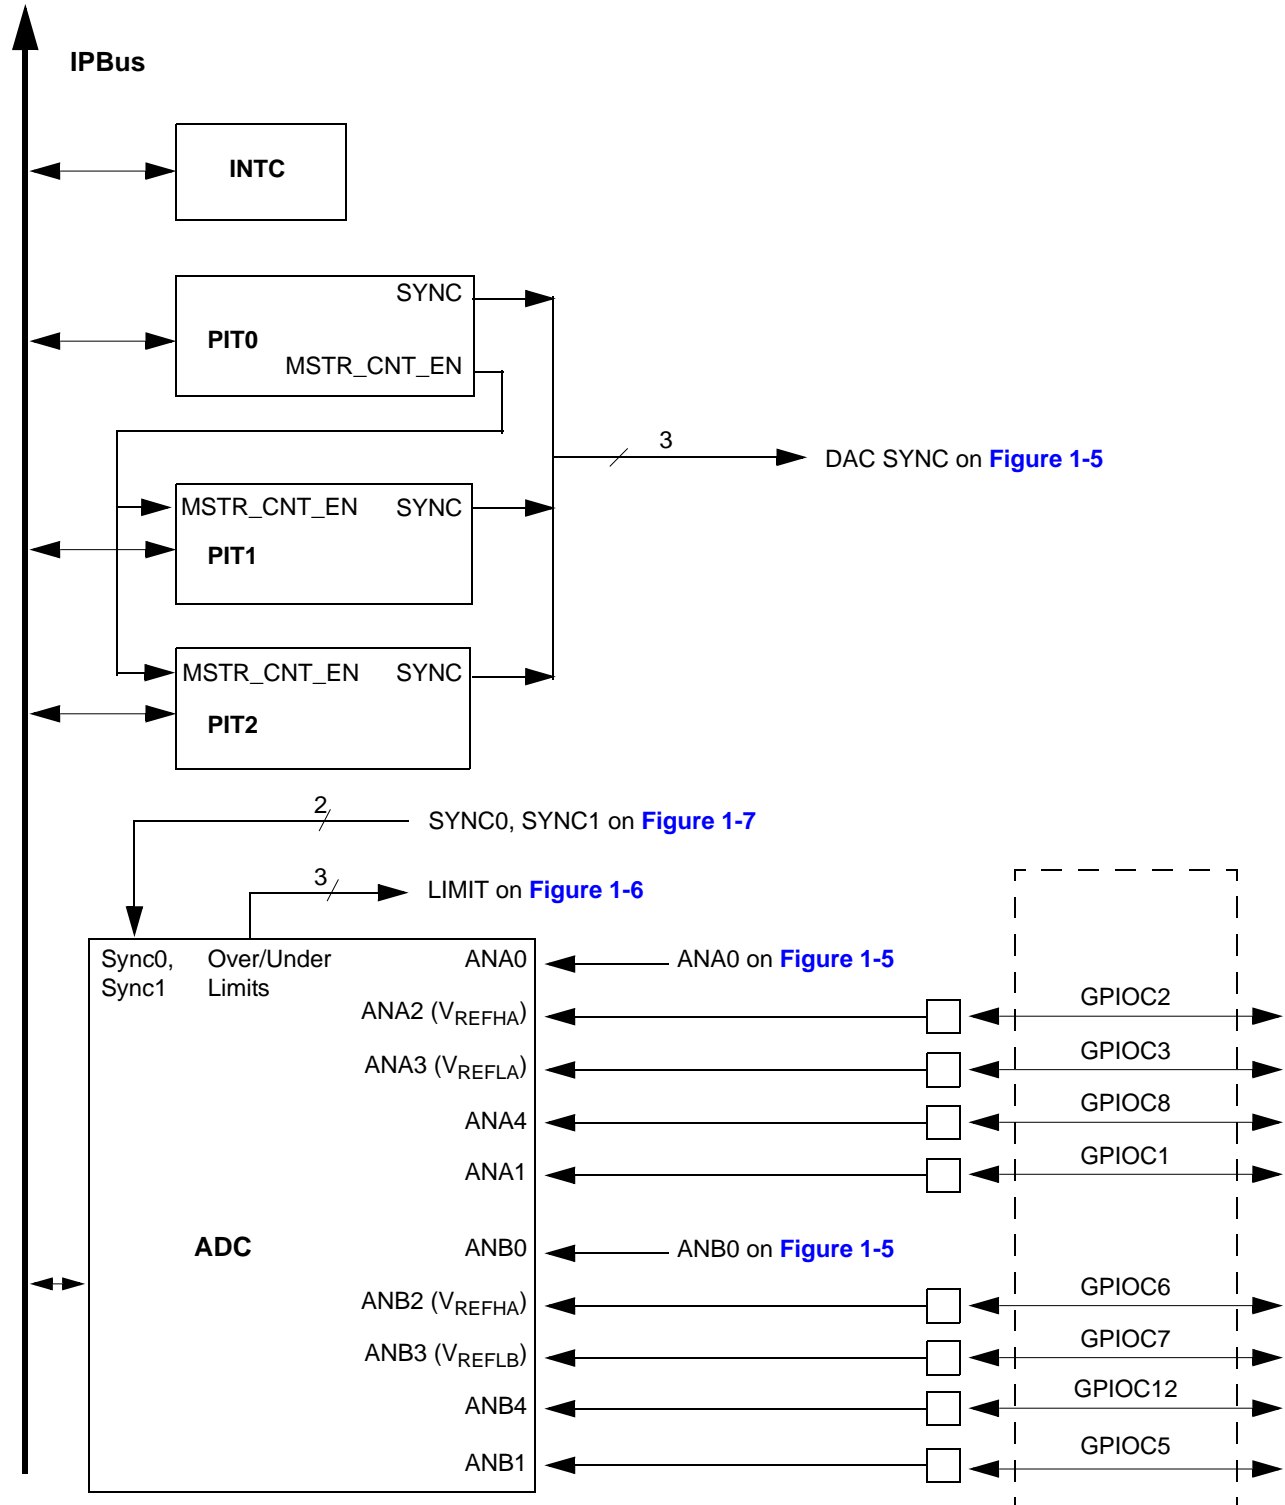 IPBus
INTC
SYNC
PIT0
MSTR_CNT_EN
3
DAC SYNC on Figure 1-5
MSTR_CNT_EN SYNC
PIT1
MSTR_CNT_EN SYNC
PIT2
2
SYNC0, SYNC1 on Figure 1-7
3
LIMIT on Figure 1-6
Sync0, Over/Under ANA0
Sync1 Limits
ANA0 on Figure 1-5
ANA2 (VREFHA)
GPIOC2
ANA3 (VREFLA)
GPIOC3
ANA4
GPIOC8
ANA1
GPIOC1
ADC
ANB0
ANB0 on Figure 1-5
ANB2 (VREFHA)
GPIOC6
ANB3 (VREFLB)
GPIOC7
ANB4
GPIOC12
ANB1
GPIOC5